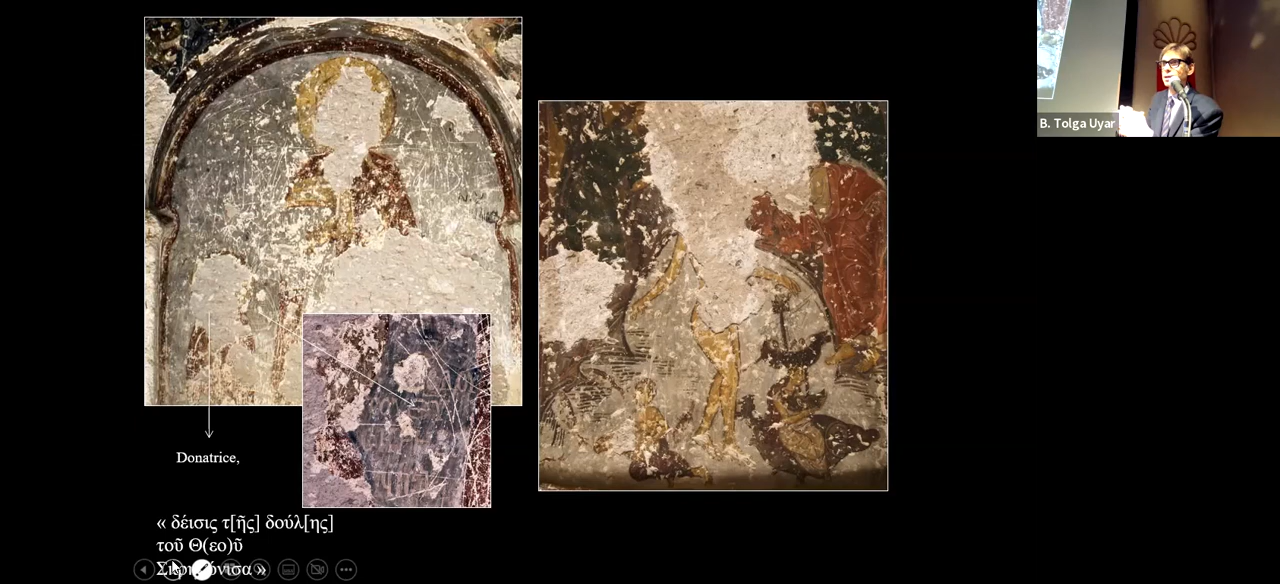 B. Tolga Uyar
Donatrice,
« δέισις τ[ῆς] δούλ[ης]
τοῦ Θ(εο)ῦ